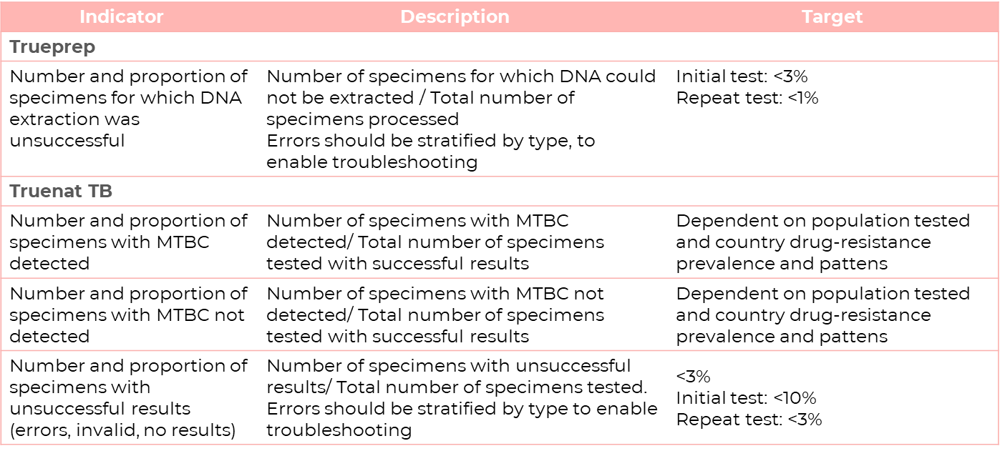 Indicator Description Target
Trueprep
Number and proportion of
specimens for which DNA
extraction was
unsuccessful
Number of specimens for which DNA could
not be extracted / Total number of
specimens processed
Errors should be stratified by type, to
enable troubleshooting
Initial test: <3%
Repeat test: <1%
Truenat TB
Number and proportion of
specimens with MTBC
detected
Number of specimens with MTBC
detected/ Total number of specimens
tested with successful results
Dependent on population tested
and country drug-resistance
prevalence and pattens
Number and proportion of
specimens with MTBC not
detected
Number of specimens with MTBC not
detected/ Total number of specimens
tested with successful results
Dependent on population tested
and country drug-resistance
prevalence and pattens
Number and proportion of
specimens with
unsuccessful results
(errors, invalid, no results)
Number of specimens with unsuccessful
results/ Total number of specimens tested.
Errors should be stratified by type to enable
troubleshooting
<3%
Initial test: <10%
Repeat test: <3%